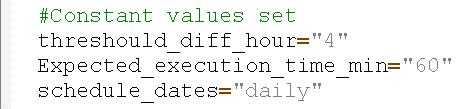 #Constant values set
threshould_diff_hour="4"
Expected_execution_time_min="60"
schedule_dates="daily"